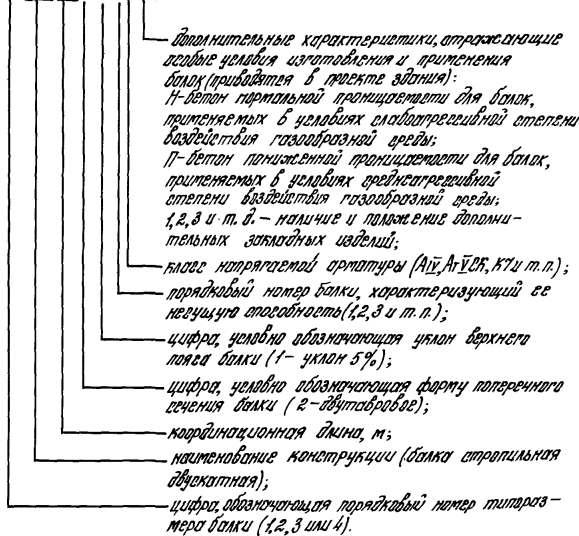 дополнительные характеристики, отражающие
особые условия изготовления и применения
балок (приводятся в проекте здания):
Н-бетон нормальной проницаемости для балок,
применяемых в условиях слабоагрессивной степени
воздействия газообразной среды;
П-бетон пониженной проницаемости для балок,
применяемых в условиях среднеагрессивной
степени воздействия газообразной среды;
1,2,3 и т.д. – наличие и положение дополни-
тельных закладных изделий;
класс напрягаемой арматуры (АIV, АтVСК, К7 и т.п.);
порядковый номер балки, характеризующий ее
несущую способность (1,2,3 и т.п.);
цифра, условно обозначающая уклон верхнего
пояса балки (1- уклон 5%);
цифра, условно обозначающая форму поперечного
сечения балки (2-двутавровое);
координационная длина, м;
наименование конструкции (балка стропильная
двускатная);
цифра, обозначающая порядковый номер типораз-
мера балки (1,2,3 или 4).